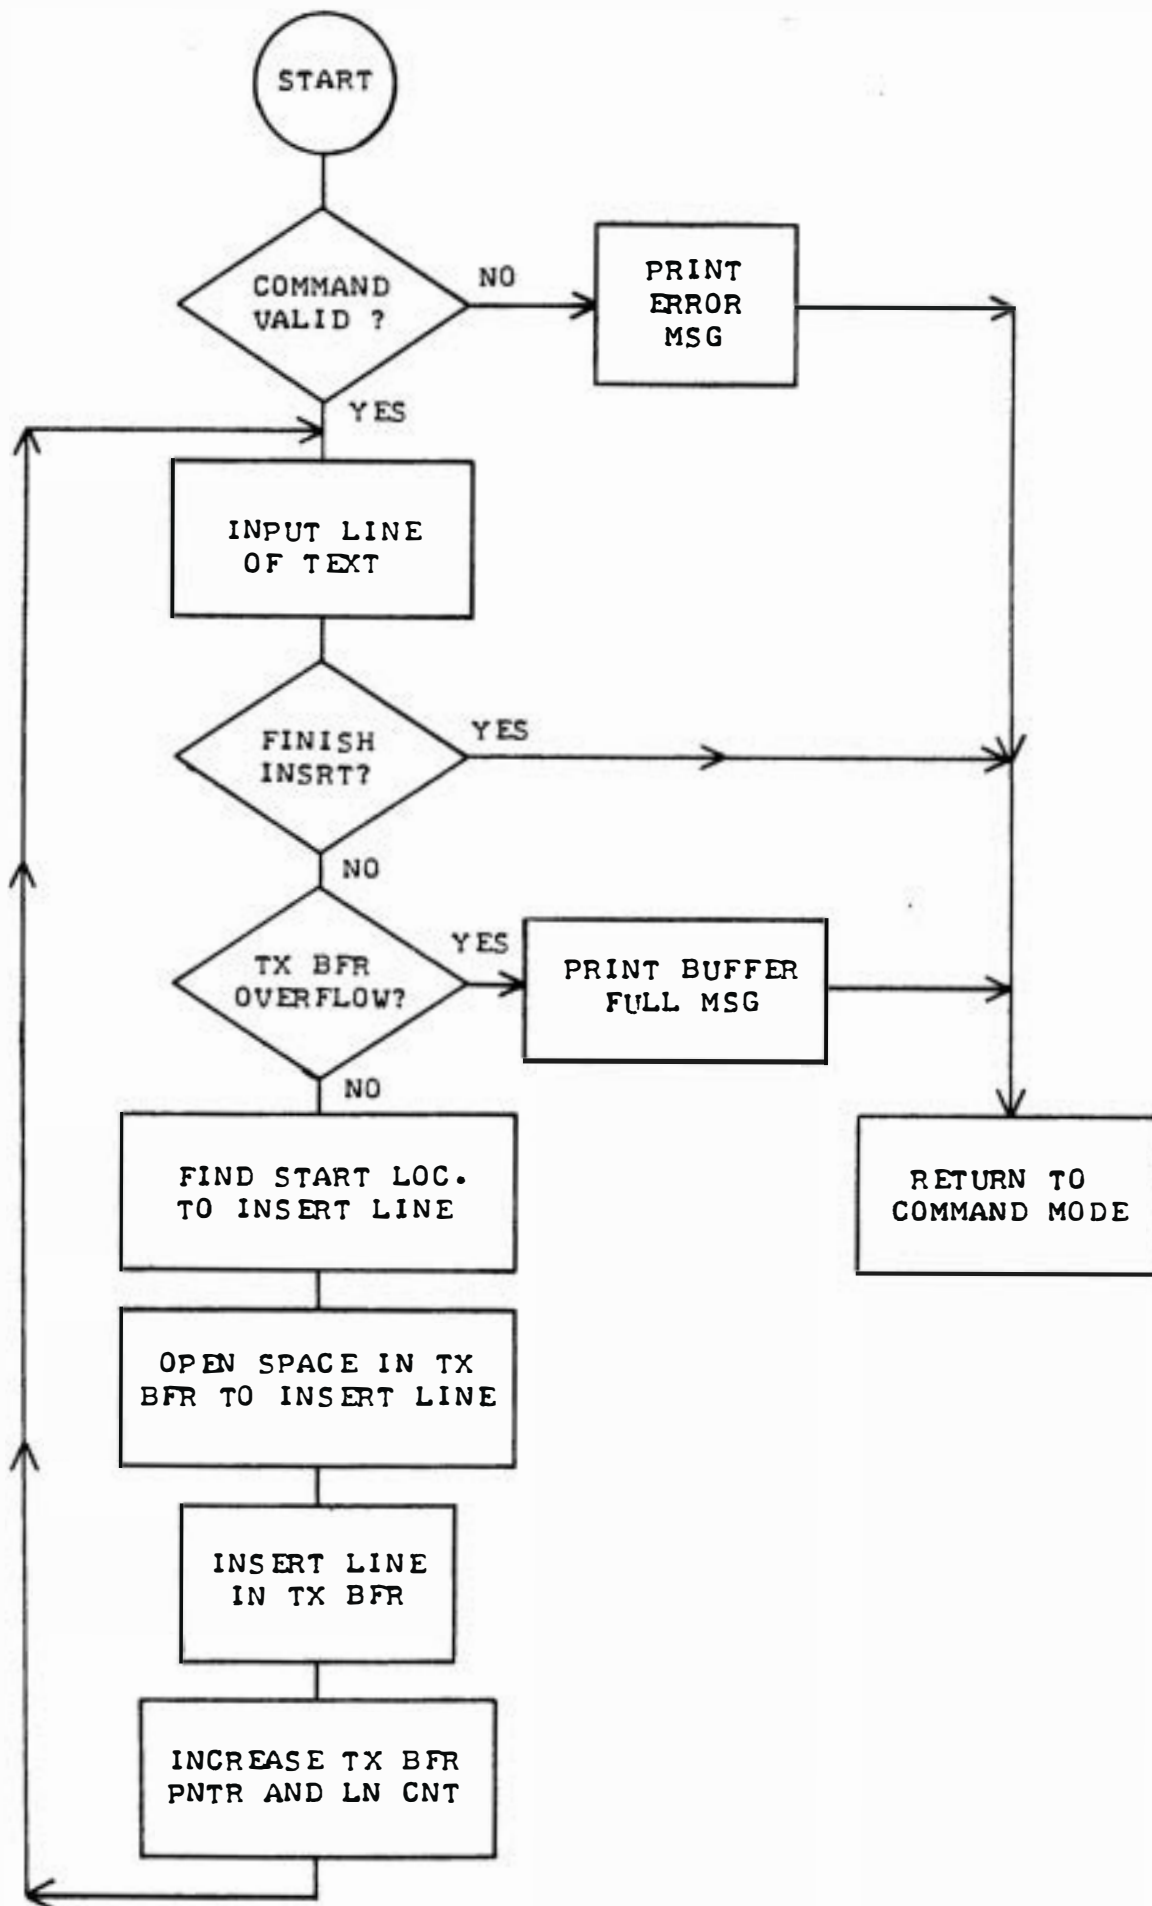 START
COMMAND
VALID ?
NO
PRINT
ERROR
MSG
YES
INPUT LINE
OF TEXT
FINISH
INSRT?
YES
NO
TX BFR
OVERFLOW?
YES
PRINT BUFFER
FULL MSG
NO
FIND START LOC.
TO INSERT LINE
RETURN TO
COMMAND MODE
OPEN SPACE IN TX
BFR TO INSERT LINE
INSERT LINE
IN TX BFR
INCREASE TX BFR
PNTR AND LN CNT